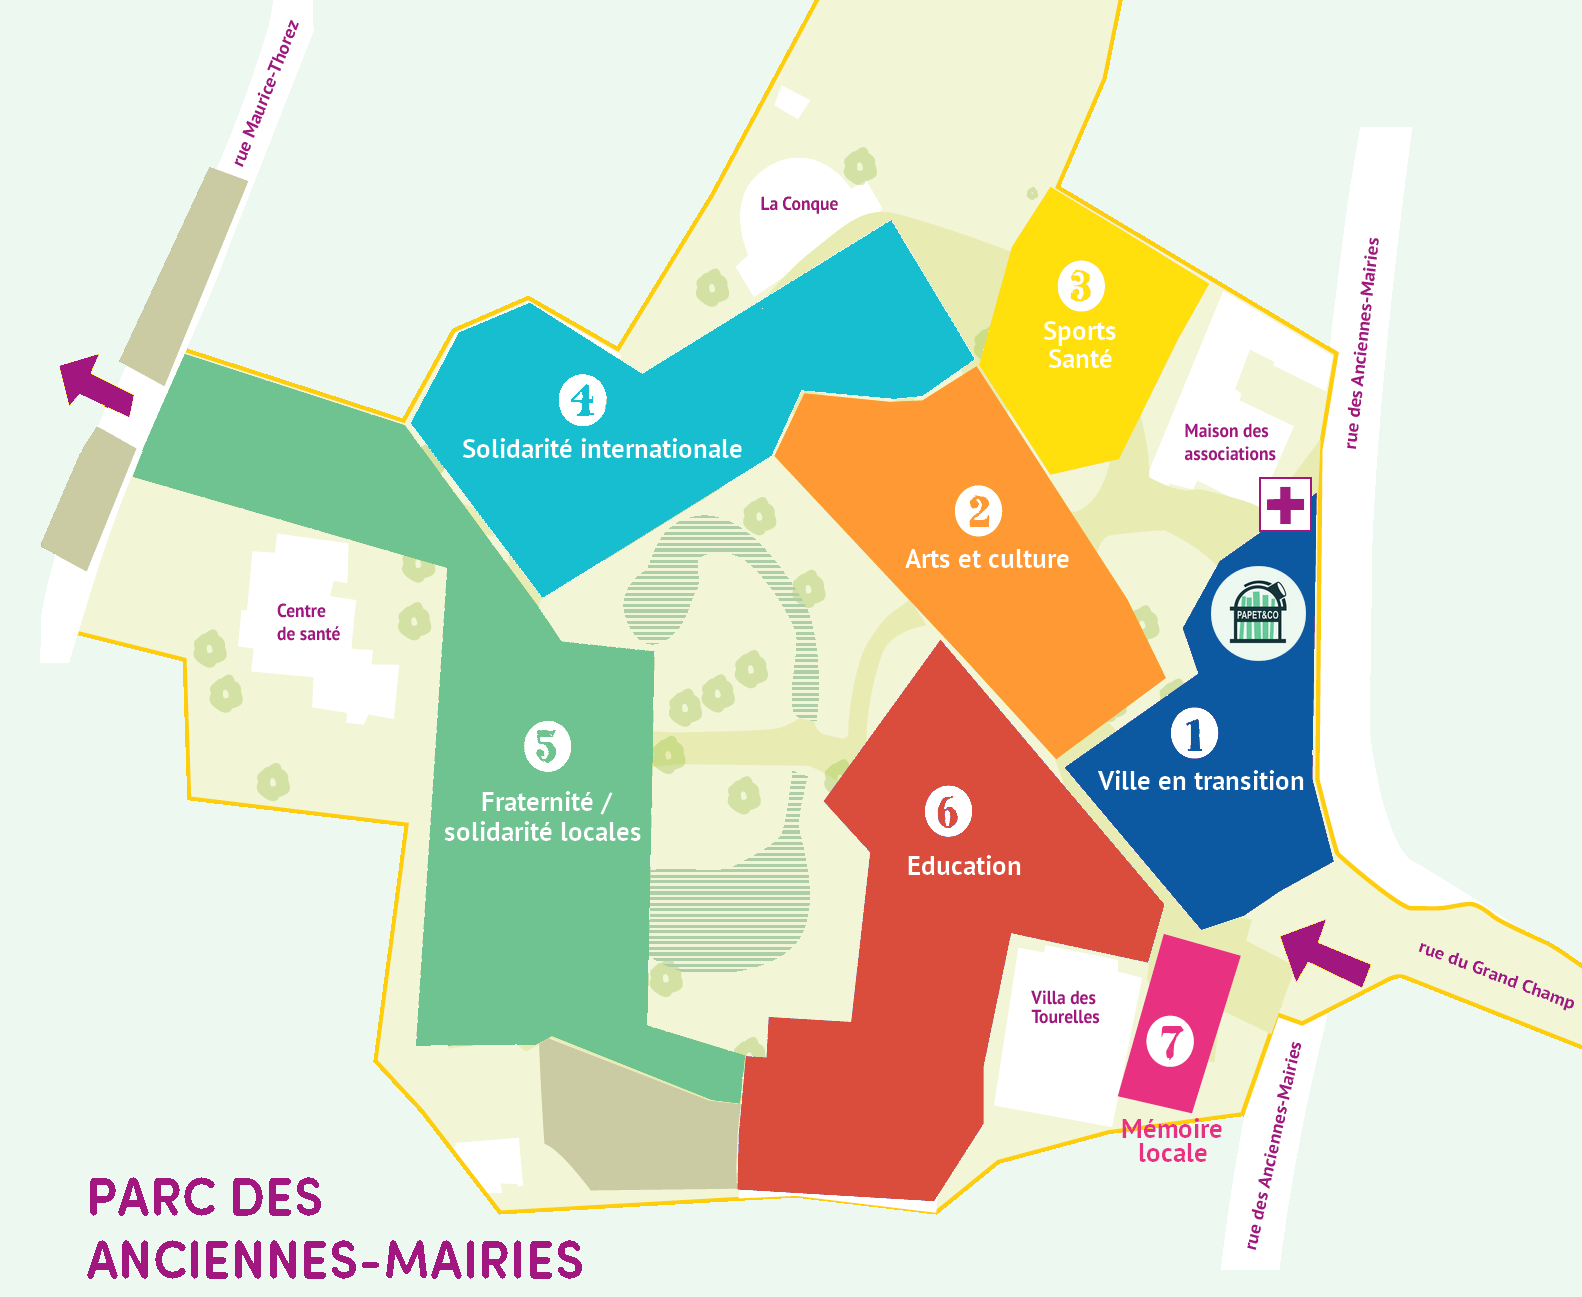 rue Maurice-Thorez
La Conque
3
Sports
Santé
rue des Anciennes-Mairies
4
Solidarité internationale
Maison des
associations
2
Arts et culture
Centre
de santé
PAPET&CO
1
Ville en transition
5
Fraternité /
solidarité locales
6
Education
rue du Grand Champ
Villa des
Tourelles
7
Mémoire
locale
rue des Anciennes-Mairies
PARC DES
ANCIENNES-MAIRIES